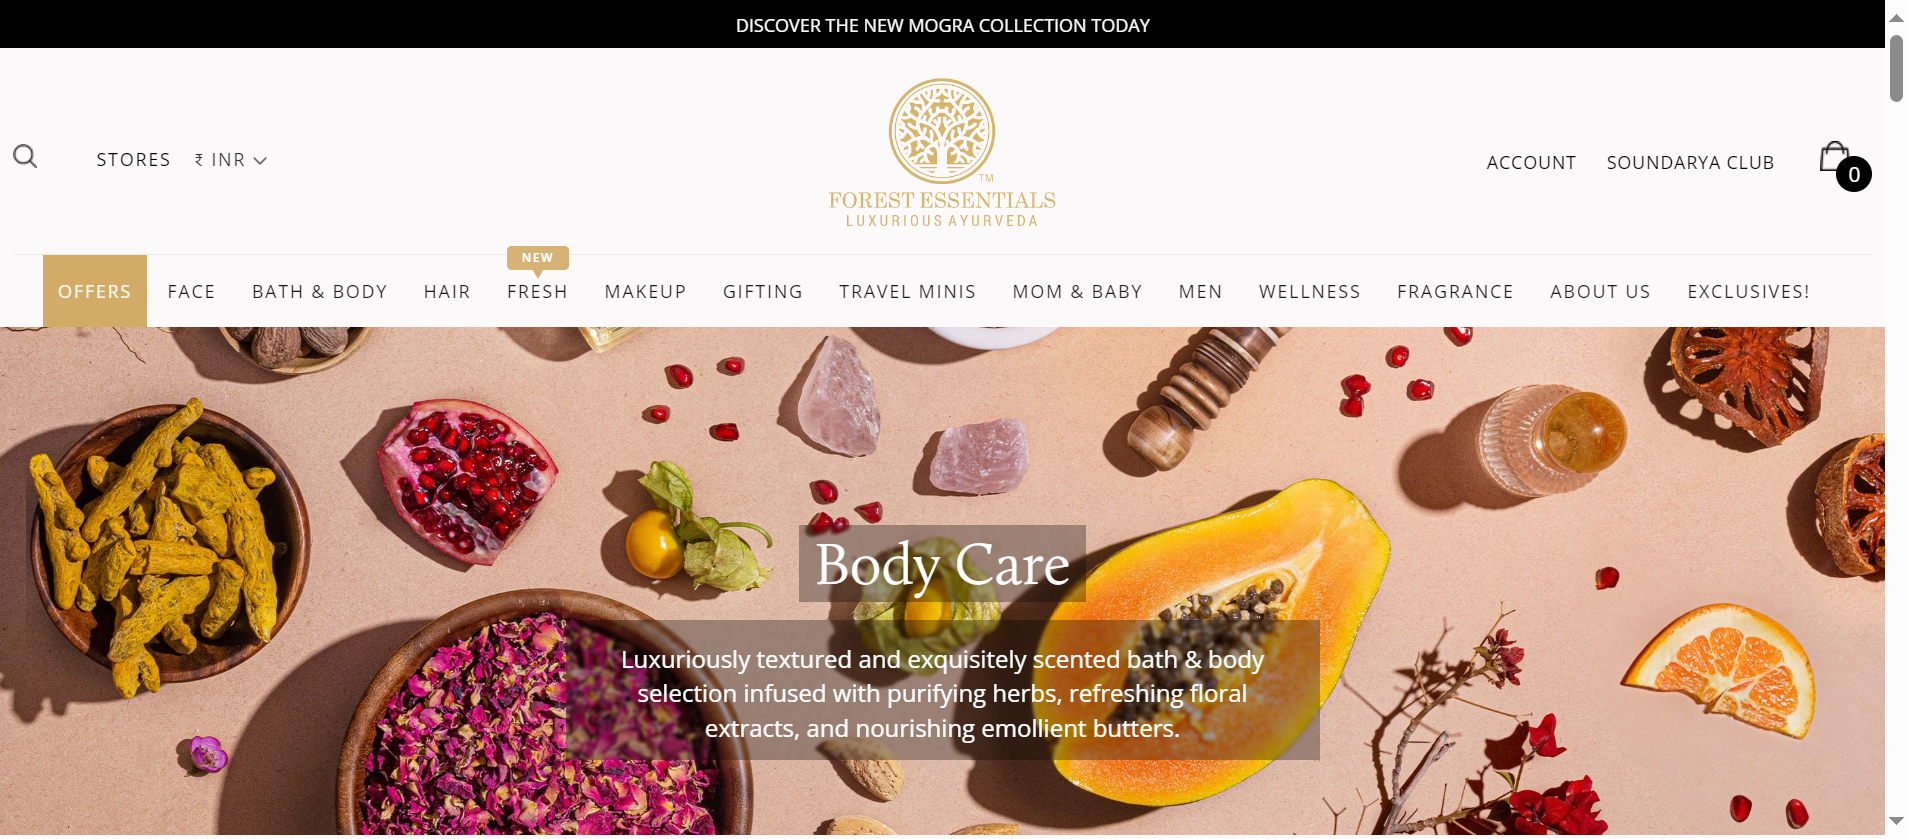 DISCOVER THE NEW MOGRA COLLECTION TODAY
STORES ₹ INR
TM
FOREST ESSENTIALS
LUXURIOUS AYURVEDA
ACCOUNT SOUNDARYA CLUB
0
NEW
OFFERS FACE BATH & BODY HAIR FRESH MAKEUP GIFTING TRAVEL MINIS MOM & BABY MEN WELLNESS FRAGRANCE ABOUT US EXCLUSIVES!
Body Care
Luxuriously textured and exquisitely scented bath & body
selection infused with purifying herbs, refreshing floral
extracts, and nourishing emollient butters.